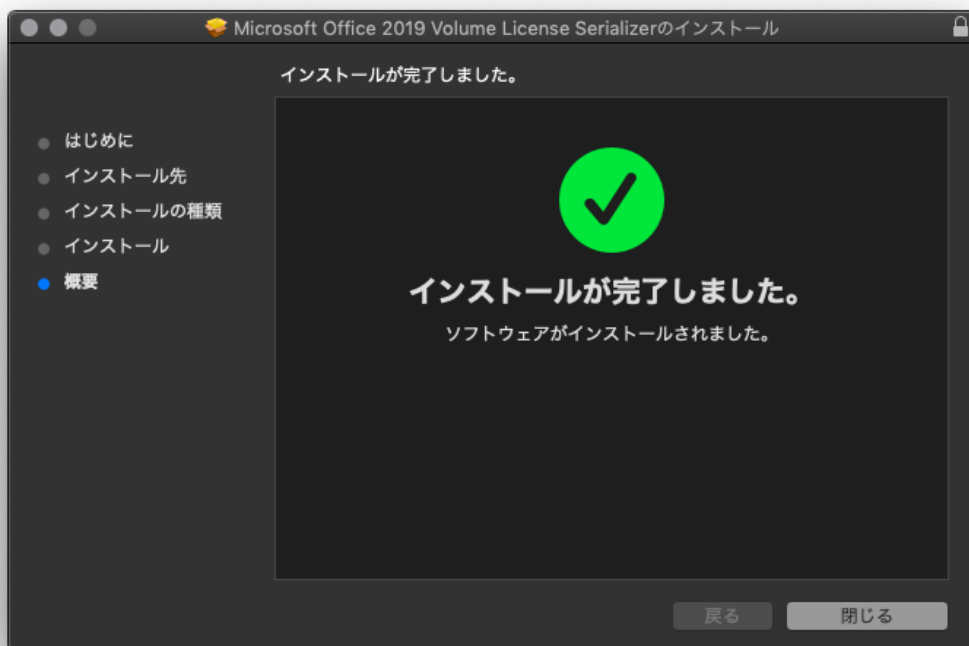 Microsoft Office 2019 Volume License Serializerのインストール
インストールが完了しました。
はじめに
インストール先
インストールの種類
インストール
概要
インストールが完了しました。
ソフトウェアがインストールされました。
戻る
閉じる